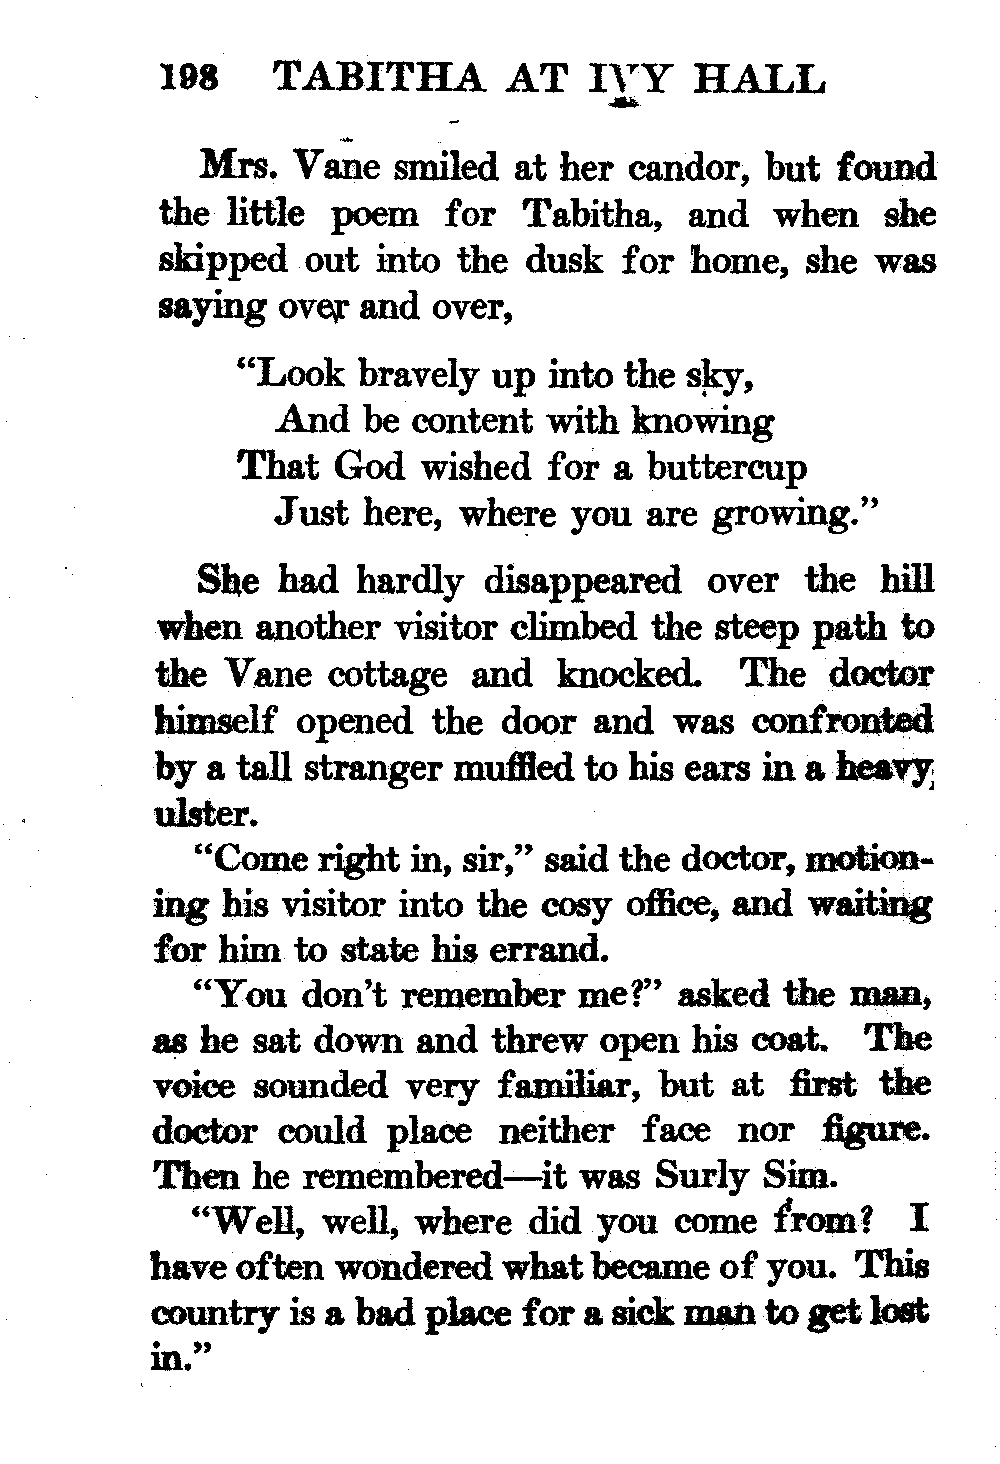 198 TABITHA AT IVY HALL
Mrs. Vane smiled at her candor, but found
the little poem for Tabitha, and when she
skipped out into the dusk for home, she was
saying over and over,
“Look bravely up into the sky,
And be content with knowing
That God wished for a buttercup
Just here, where you are growing.”
She had hardly disappeared over the hill
when another visitor climbed the steep path to
the Vane cottage and knocked. The doctor
himself opened the door and was confronted
by a tall stranger muffled to his ears in a heavy
ulster.
“Come right in, sir,” said the doctor, motion-
ing his visitor into the cosy office, and waiting
for him to state his errand.
“You don't remember me?” asked the man,
as he sat down and threw open his coat. The
voice sounded very familiar, but at first the
doctor could place neither face nor figure.
Then he remembered—it was Surly Sim.
“Well, well, where did you come from? I
have often wondered what became of you. This
country is a bad place for a sick man to get lost
in.”